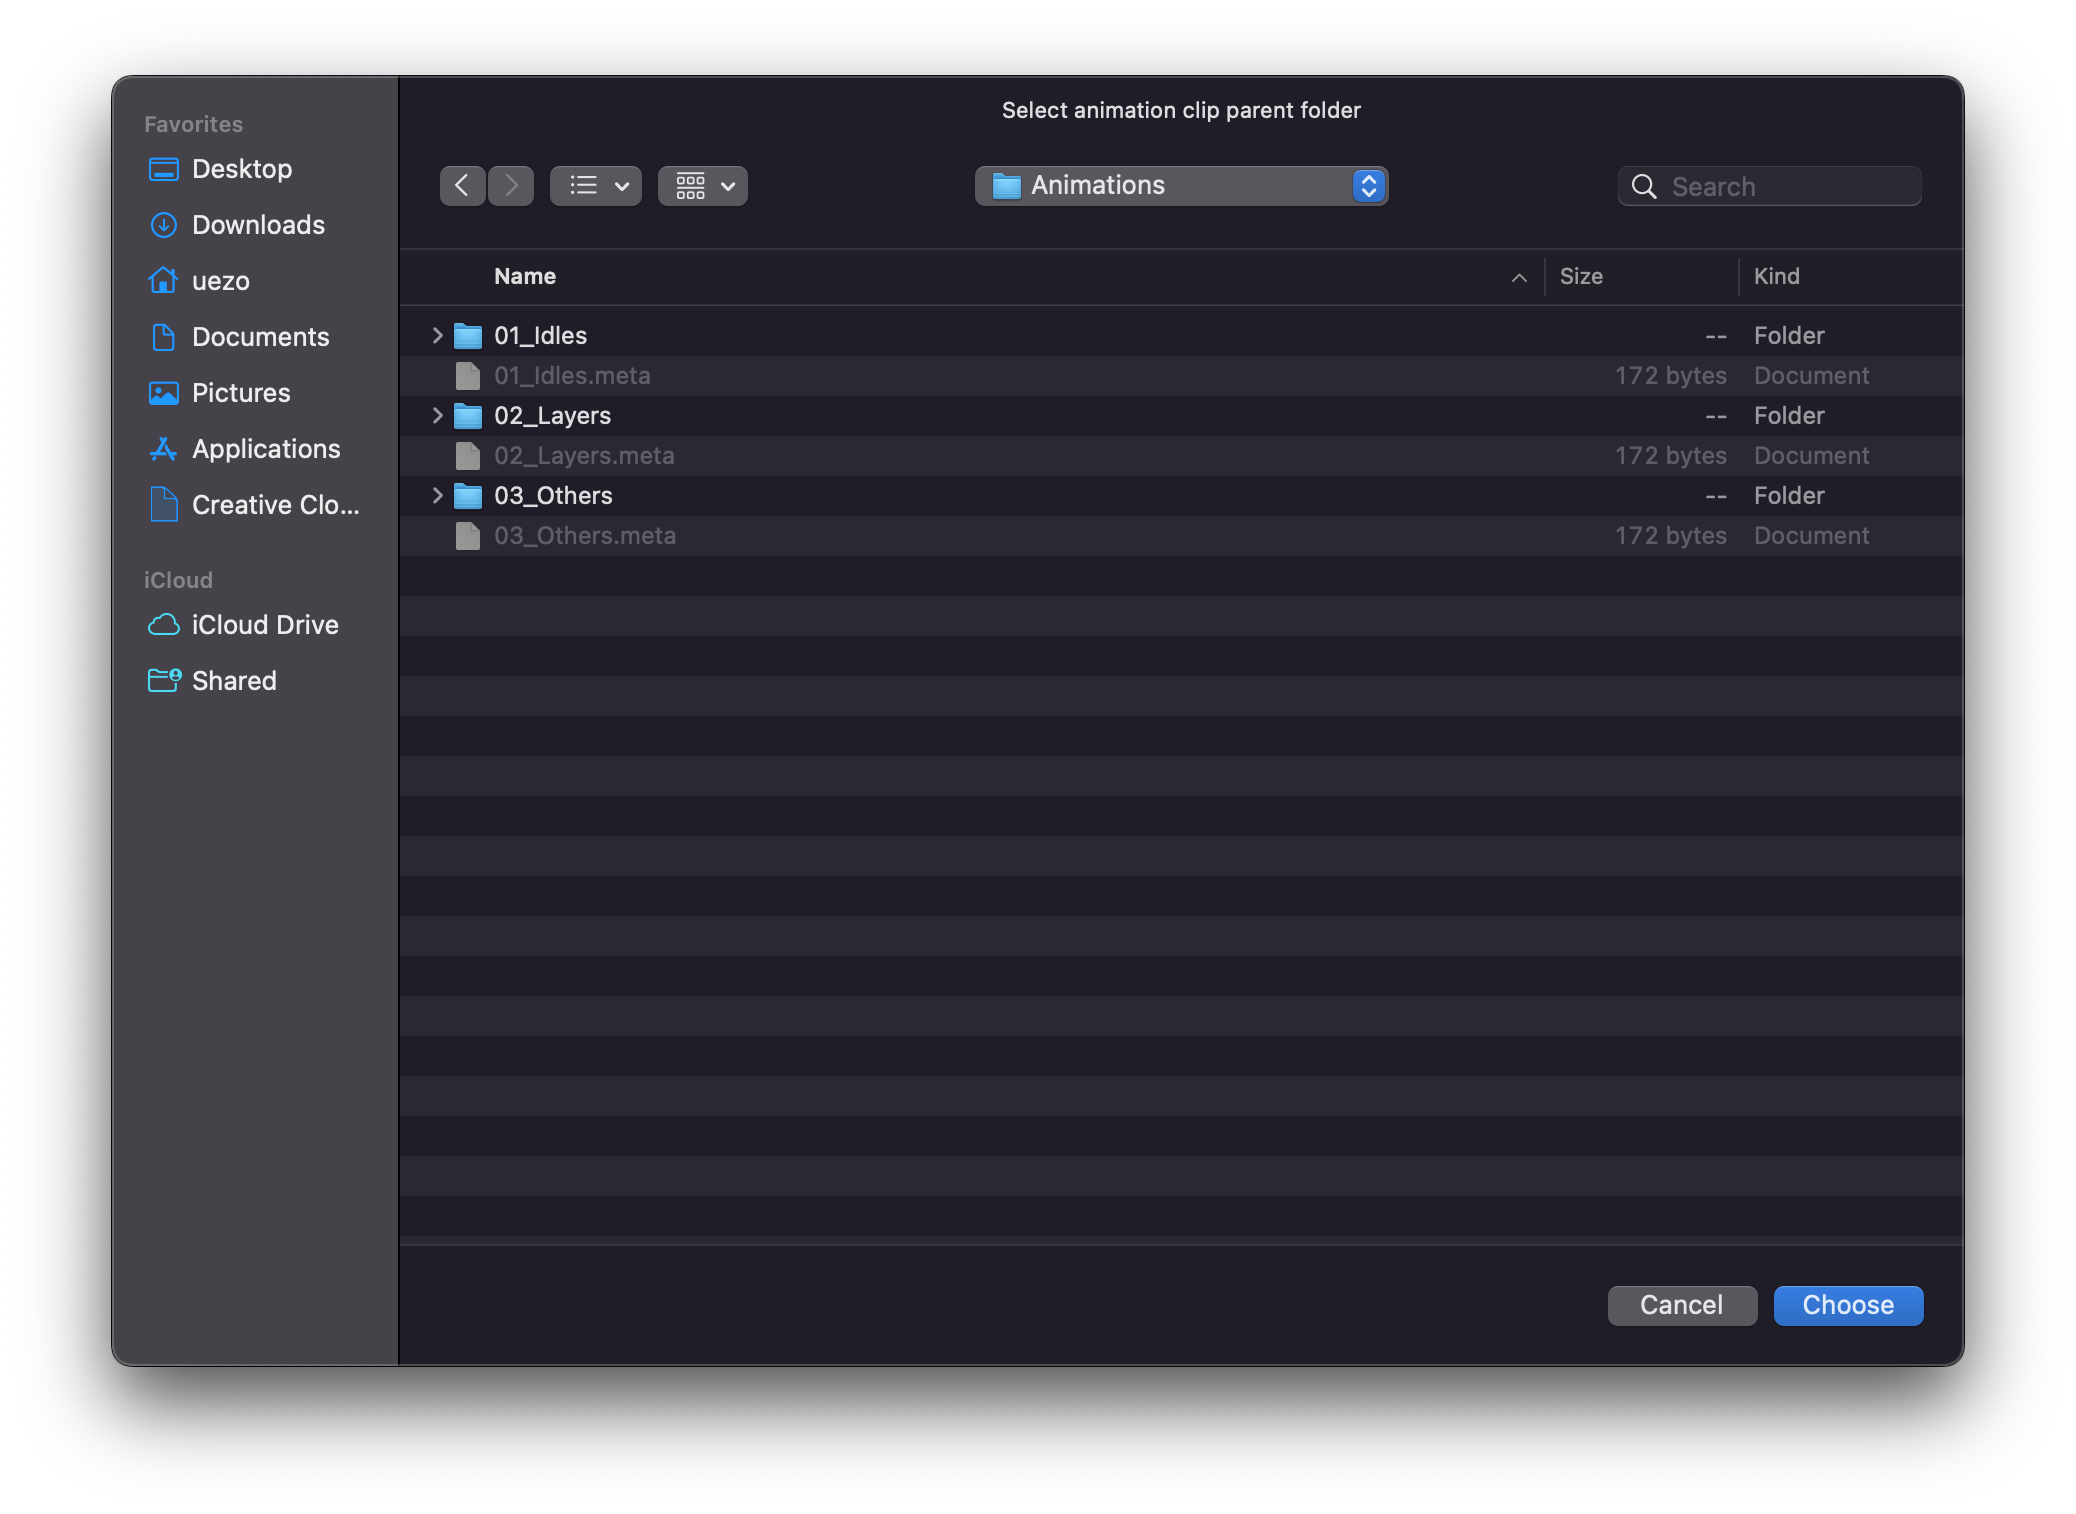 Select animation clip parent folder
Favorites
Desktop
Downloads
uezo
Documents
Pictures
Applications
Creative Clo...
iCloud
iCloud Drive
Shared
Animations
Search
Name Size Kind
01_Idles -- Folder
01_Idles.meta 172 bytes Document
02_Layers -- Folder
02_Layers.meta 172 bytes Document
03_Others -- Folder
03_Others.meta 172 bytes Document
Cancel Choose